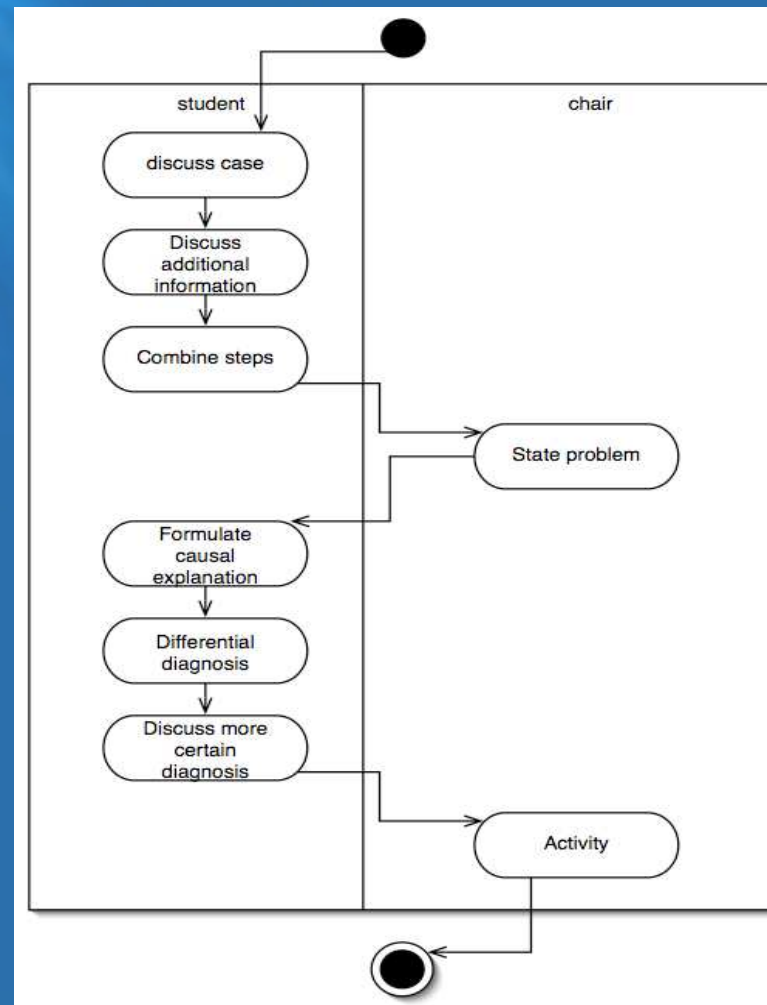 student
chair
discuss case
Discuss
additional
information
Combine steps
State problem
Formulate
causal
explanation
Differential
diagnosis
Discuss more
certain
diagnosis
Activity